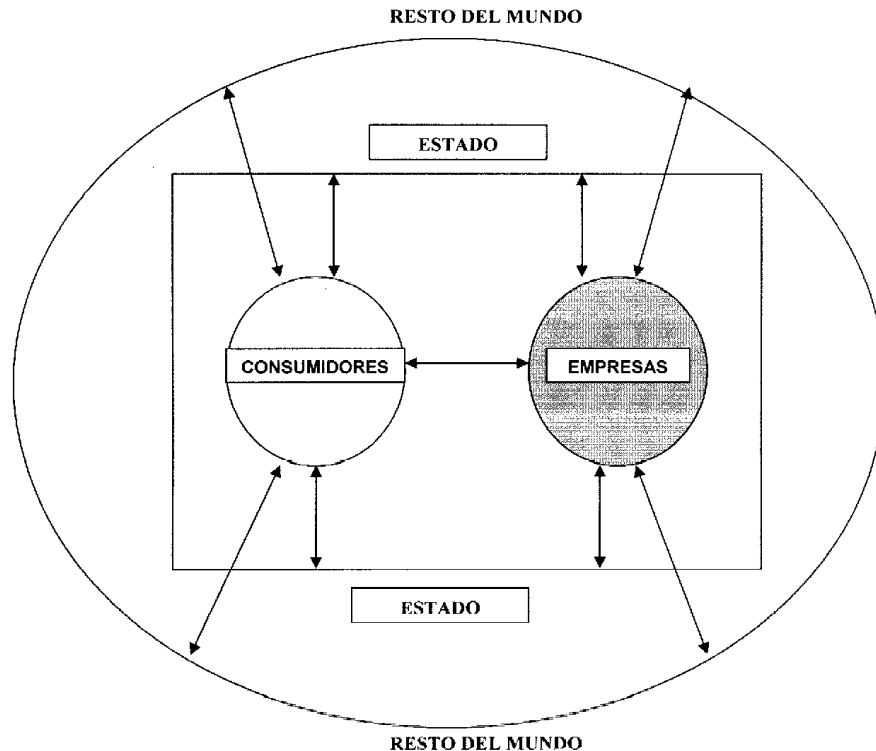 RESTO DEL MUNDO
ESTADO
CONSUMIDORES
EMPRESAS
ESTADO
RESTO DEL MUNDO